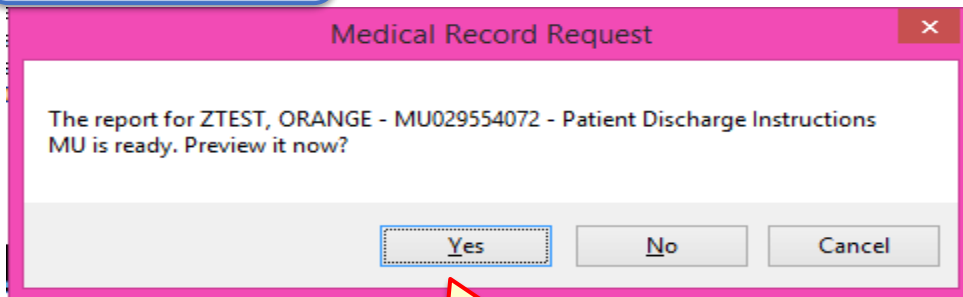 Medical Record Request
The report for ZTEST, ORANGE - MU029554072 - Patient Discharge Instructions
MU is ready. Preview it now?
Yes No Cancel